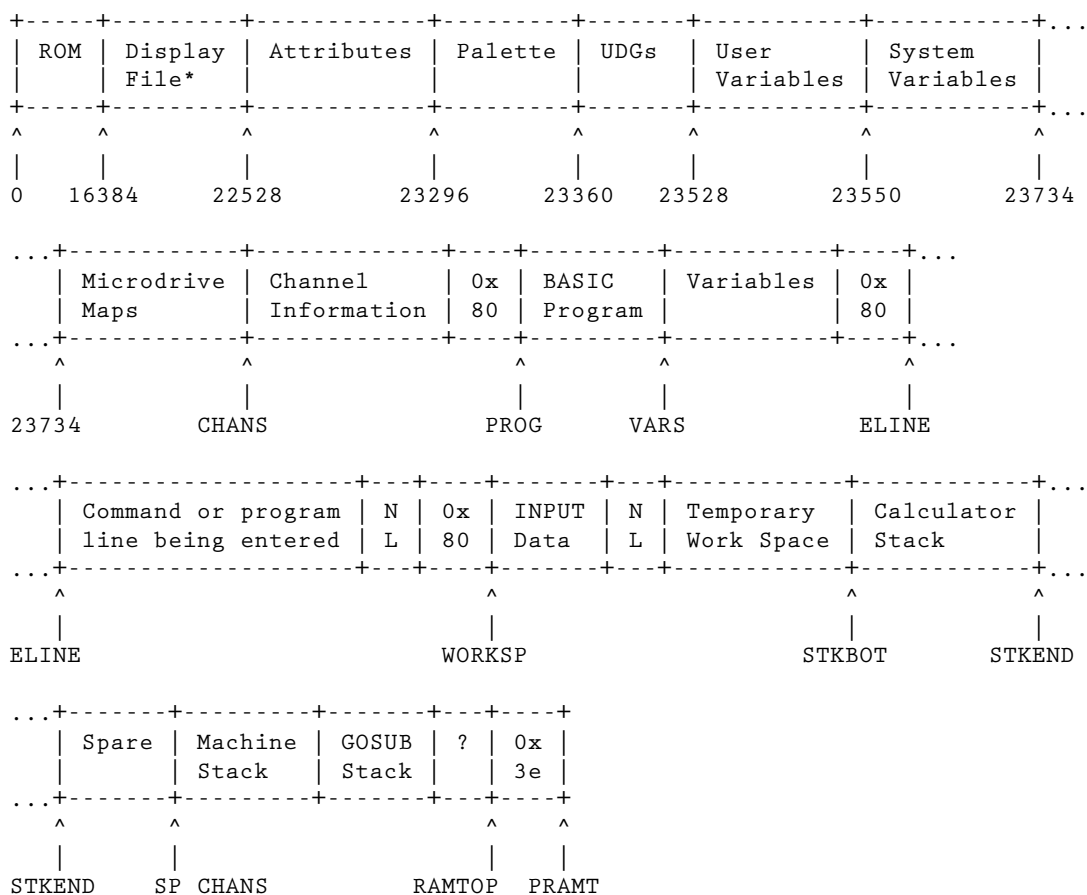 ROM Display Attributes Palette UDGs User System
File* Variables Variables
0 16384 22528 23296 23360 23528 23550 23734
Microdrive Channel 0x BASIC Variables 0x
Maps Information 80 Program 80
23734 CHANS PROG VARS ELINE
Command or program N 0x INPUT N Temporary Calculator
line being entered L 80 Data L Work Space Stack
ELINE WORKSP STKBOT STKEND
Spare Machine GOSUB ? 0x
Stack Stack 3e
STKEND SP CHANS RAMTOP PRAMT